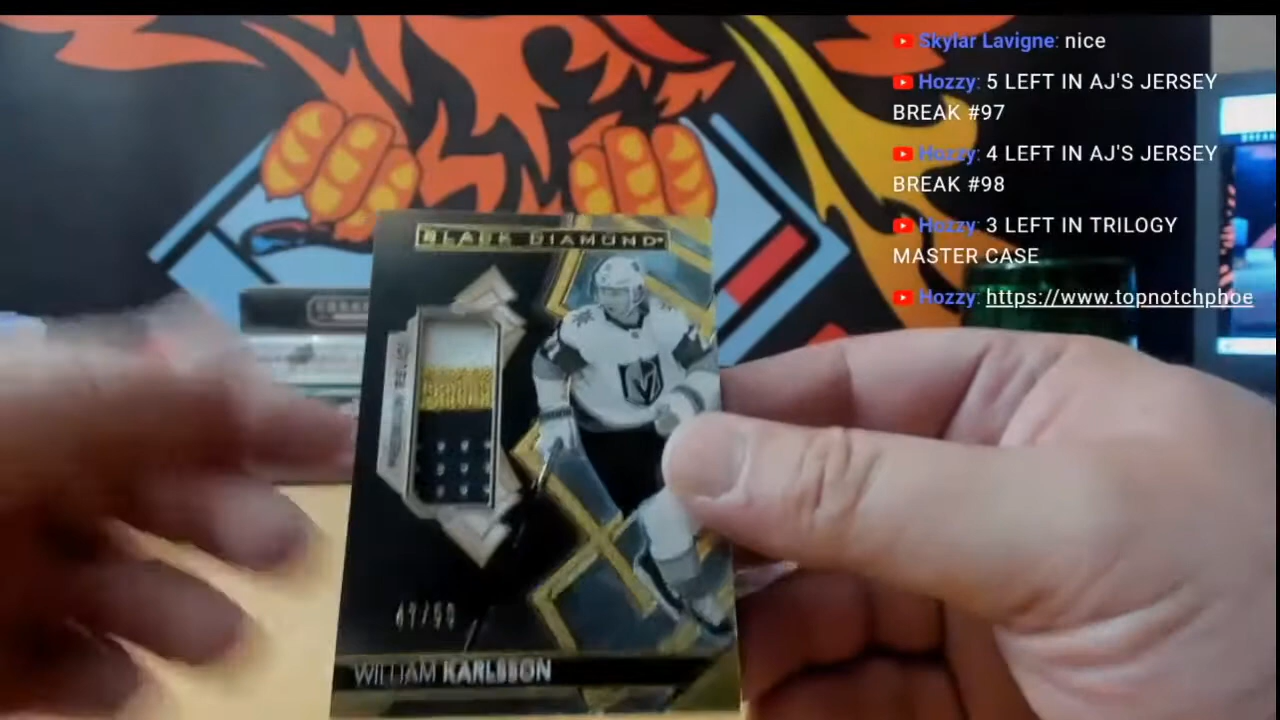 Skylar Lavigne: nice
Hozzy: 5 LEFT IN AJ'S JERSEY
BREAK #97
Hozzy: 4 LEFT IN AJ'S JERSEY
BREAK #98
Hozzy: 3 LEFT IN TRILOGY
MASTER CASE
Hozzy: https://www.topnotchphoe
BLACK DIAMOND
WILLIAM KARLSSON